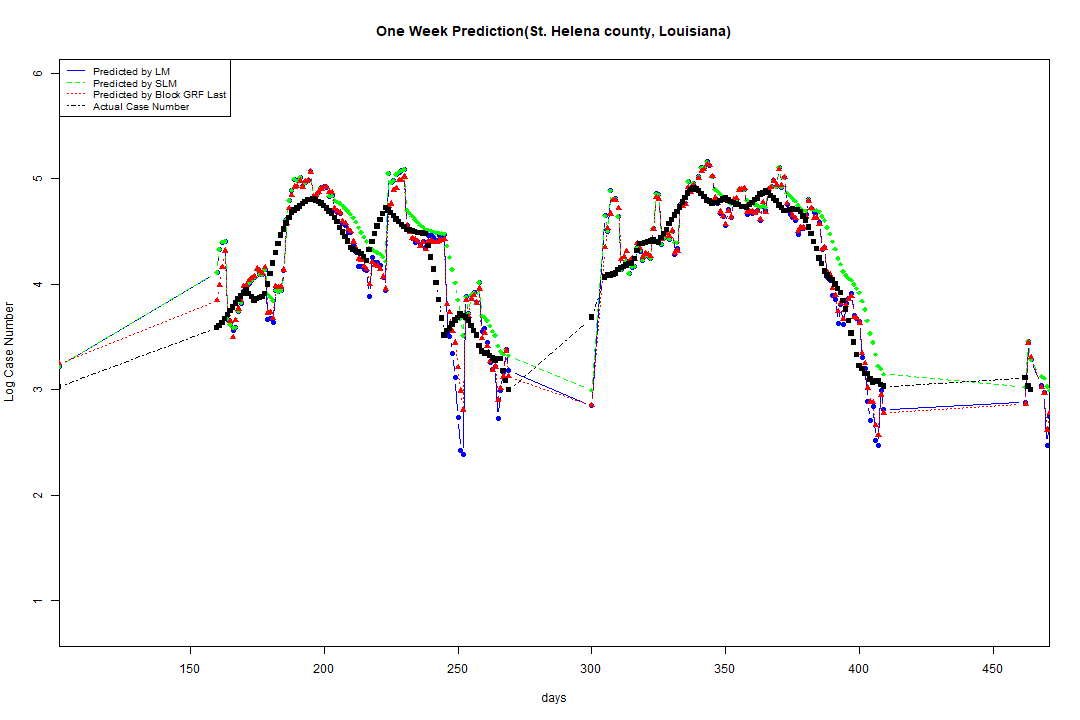 One Week Prediction(St. Helena county, Louisiana)
Predicted by LM
Predicted by SLM
Predicted by Block GRF Last
Actual Case Number
Log Case Number
6
5
4
3
2
1
150 200 250 300 350 400 450
days